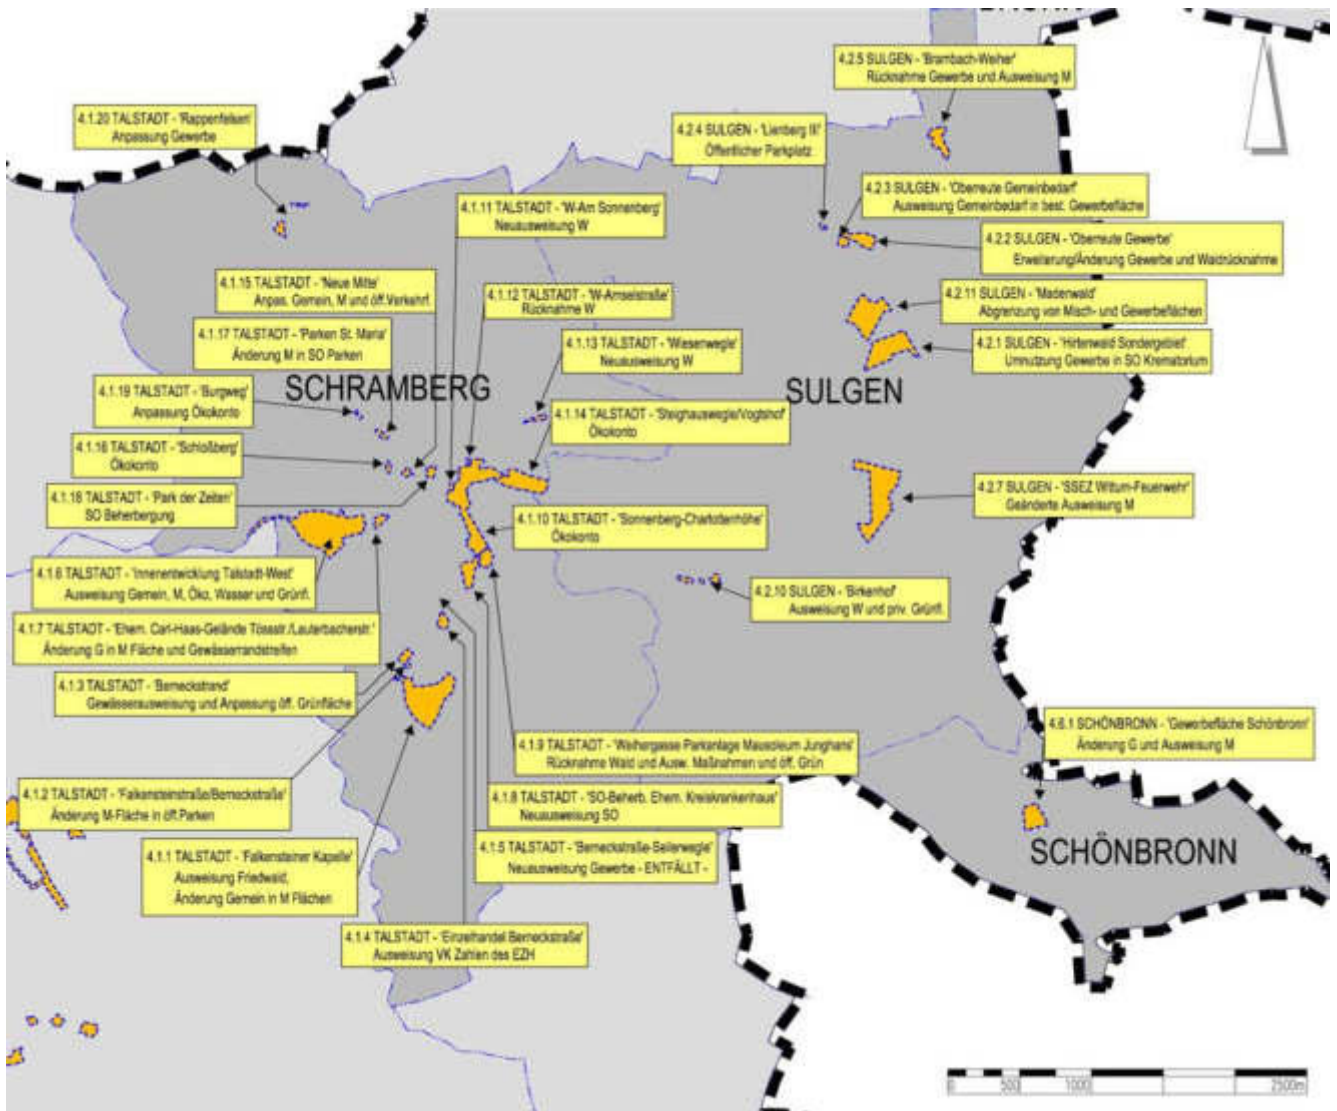 4.2.5 SULGEN - 'Brambach-Weiher'
Rücknahme Gewerbe und Ausweisung M
4.1.20 TALSTADT - 'Rappenfelsen'
Anpassung Gewerbe
4.2.4 SULGEN - 'Lienberg III'
Öffentlicher Parkplatz
4.2.3 SULGEN - 'Oberreute Gemeinbedarf'
Ausweisung Gemeinbedarf in best. Gewerbefläche
4.1.11 TALSTADT - 'W-Am Sonnenberg'
Neuausweisung W
4.2.2 SULGEN - 'Oberreute Gewerbe'
Erweiterung/Änderung Gewerbe und Waldrücknahme
4.1.15 TALSTADT - 'Neue Mitte'
Anpas. Gemein, M und öff.Verkehrf.
4.1.12 TALSTADT - 'W-Amselstraße'
Rücknahme W
4.2.11 SULGEN - 'Madenwald'
Abgrenzung von Misch- und Gewerbeflächen
4.1.17 TALSTADT - 'Parken St. Maria'
Änderung M in SO Parken
4.1.13 TALSTADT - 'Wiesenwegle'
Neuausweisung W
4.2.1 SULGEN - 'Hirtenwald Sondergebiet'
Umnutzung Gewerbe in SO Krematorium
SCHRAMBERG
SULGEN
4.1.19 TALSTADT - 'Burgweg'
Anpassung Ökokonto
4.1.14 TALSTADT - 'Steighauswegle/Vogtshof'
Ökokonto
4.1.16 TALSTADT - 'Schloßberg'
Ökokonto
4.1.18 TALSTADT - 'Park der Zeiten'
SO Beherbergung
4.2.7 SULGEN - 'SSEZ Wittum-Feuerwehr'
Geänderte Ausweisung M
4.1.10 TALSTADT - 'Sonnenberg-Charlottenhöhe'
Ökokonto
4.1.6 TALSTADT - 'Innenentwicklung Talstadt-West'
Ausweisung Gemein, M, Öko, Wasser und Grünfl.
4.2.10 SULGEN - 'Birkenhof'
Ausweisung W und priv. Grünfl.
4.1.7 TALSTADT - 'Ehem. Carl-Haas-Gelände Tösstr./Lauterbacherstr.'
Änderung G in M Fläche und Gewässerrandstreifen
4.1.3 TALSTADT - 'Berneckstrand'
Gewässerausweisung und Anpassung öff. Grünfläche
4.6.1 SCHÖNBRONN - 'Gewerbefläche Schönbronn'
Änderung G und Ausweisung M
4.1.9 TALSTADT - 'Weihergasse Parkanlage Mausoleum Junghans'
Rücknahme Wald und Ausw. Maßnahmen und öff. Grün
4.1.2 TALSTADT - 'Falkensteinstraße/Berneckstraße'
Änderung M-Fläche in öff.Parken
4.1.8 TALSTADT - 'SO-Beherb. Ehem. Kreiskrankenhaus'
Neuausweisung SO
4.1.5 TALSTADT - 'Berneckstraße-Seilerwegle'
Neuausweisung Gewerbe - ENTFÄLLT -
4.1.1 TALSTADT - 'Falkensteiner Kapelle'
Ausweisung Friedwald,
Änderung Gemein in M Flächen
SCHÖNBRONN
4.1.4 TALSTADT - 'Einzelhandel Berneckstraße'
Ausweisung VK Zahlen des EZH
0 500 1000 2500m